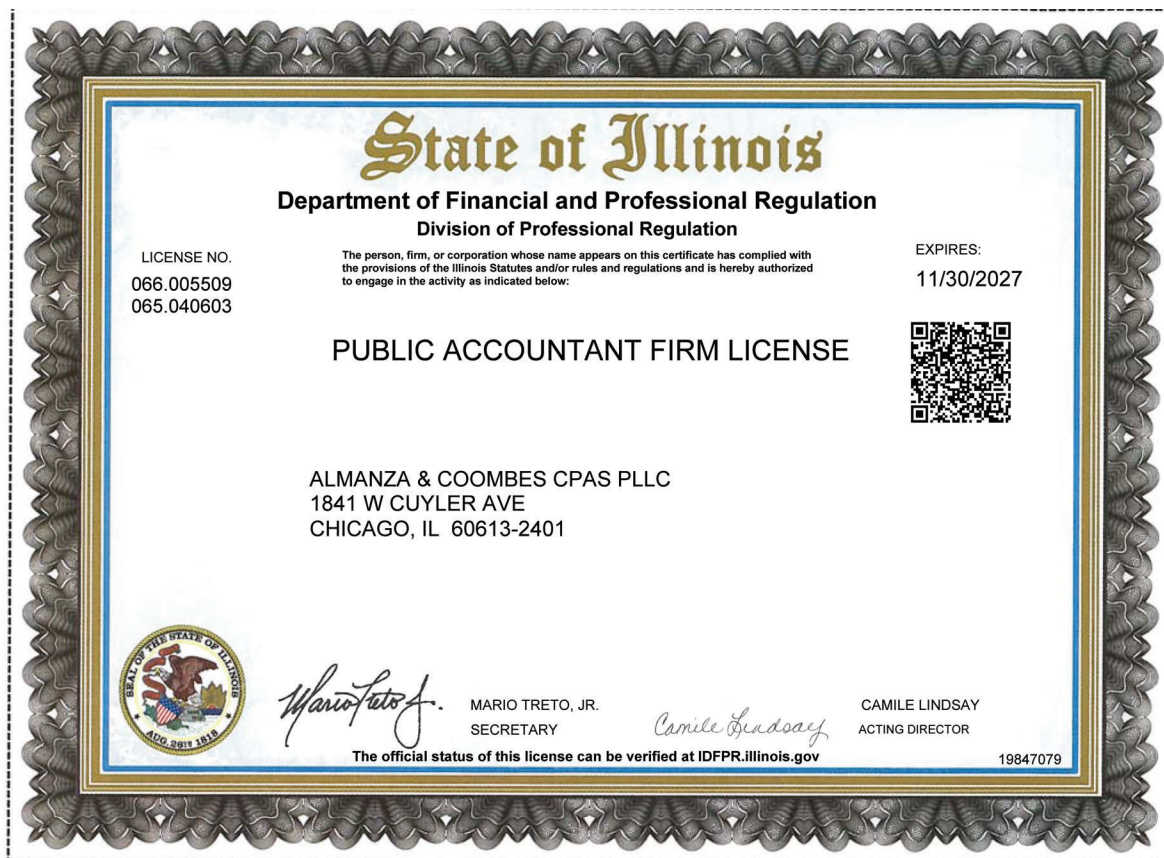 State of Illinois
Department of Financial and Professional Regulation
Division of Professional Regulation
LICENSE NO.
066.005509
065.040603
The person, firm, or corporation whose name appears on this certificate has complied with
the provisions of the Illinois Statutes and/or rules and regulations and is hereby authorized
to engage in the activity as indicated below:
EXPIRES:
11/30/2027
PUBLIC ACCOUNTANT FIRM LICENSE
ALMANZA & COOMBES CPAS PLLC
1841 W CUYLER AVE
CHICAGO, IL 60613-2401
SEAL OF THE STATE OF ILLINOIS
AUG. 26TH 1818
Mario Treto Jr.
MARIO TRETO, JR.
SECRETARY
Camile Lindsay
CAMILE LINDSAY
ACTING DIRECTOR
The official status of this license can be verified at IDFPR.illinois.gov
19847079